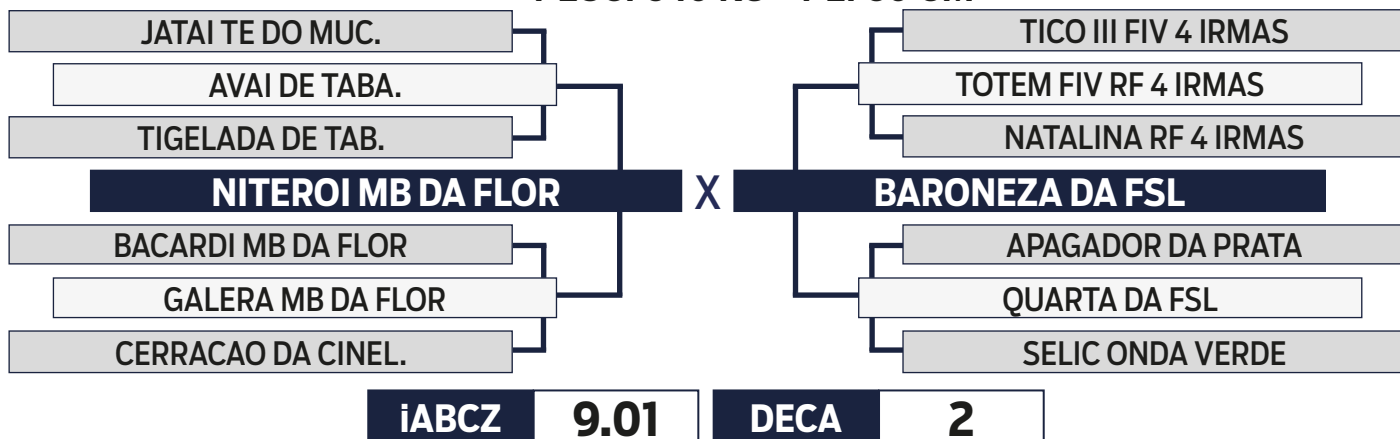 JATAI TE DO MUC.
AVAI DE TABA.
TIGELADA DE TAB.
NITEROI MB DA FLOR
BACARDI MB DA FLOR
GALERA MB DA FLOR
CERRACAO DA CINEL.
X
TICO III FIV 4 IRMAS
TOTEM FIV RF 4 IRMAS
NATALINA RF 4 IRMAS
BARONEZA DA FSL
APAGADOR DA PRATA
QUARTA DA FSL
SELIC ONDA VERDE
iABCZ 9.01 DECA 2